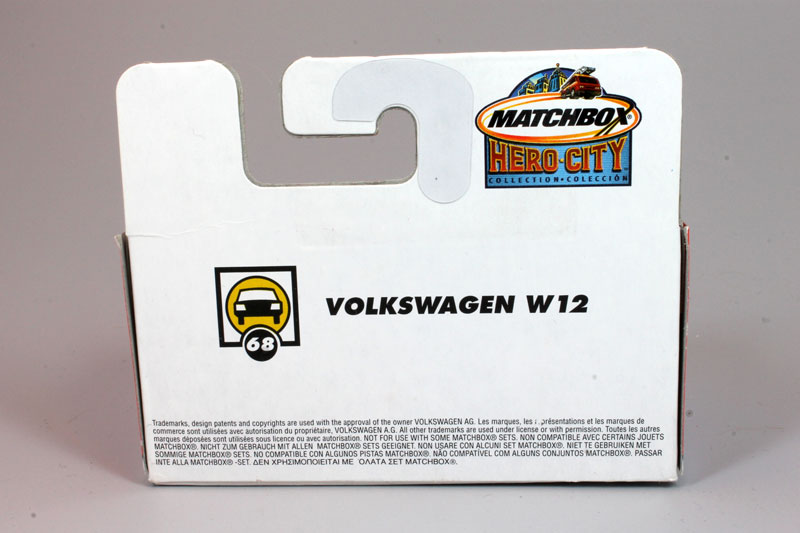 MATCHBOX
HERO-CITY
COLLECTION • COLECCIÓN
VOLKSWAGEN W12
68
Trademarks, design patents and copyrights are used with the approval of the owner VOLKSWAGEN AG. Les marques, les présentations et les marques de
commerce sont utilisées avec autorisation du propriétaire, VOLKSWAGEN A.G. All other trademarks are used under license or with permission. Toutes les autres
marques déposées sont utilisées sous licence ou avec autorisation. NOT FOR USE WITH SOME MATCHBOX® SETS. NON COMPATIBLE AVEC CERTAINS JOUETS
MATCHBOX®. NICHT ZUM GEBRAUCH MIT ALLEN MATCHBOX® SETS GEEIGNET. NON USARE CON ALCUNI SET MATCHBOX®. NIET TE GEBRUIKEN MET
SOMMIGE MATCHBOX® SETS. NO COMPATIBLE CON ALGUNOS PISTAS MATCHBOX®. NÃO COMPATÍVEL COM ALGUNS CONJUNTOS MATCHBOX®. PASSAR
INTE ALLA MATCHBOX® -SET. ΔΕΝ ΧΡΗΣΙΜΟΠΟΙΕΙΤΑΙ ΜΕ ΟΛΑΤΑ ΣΕΤ MATCHBOX®.